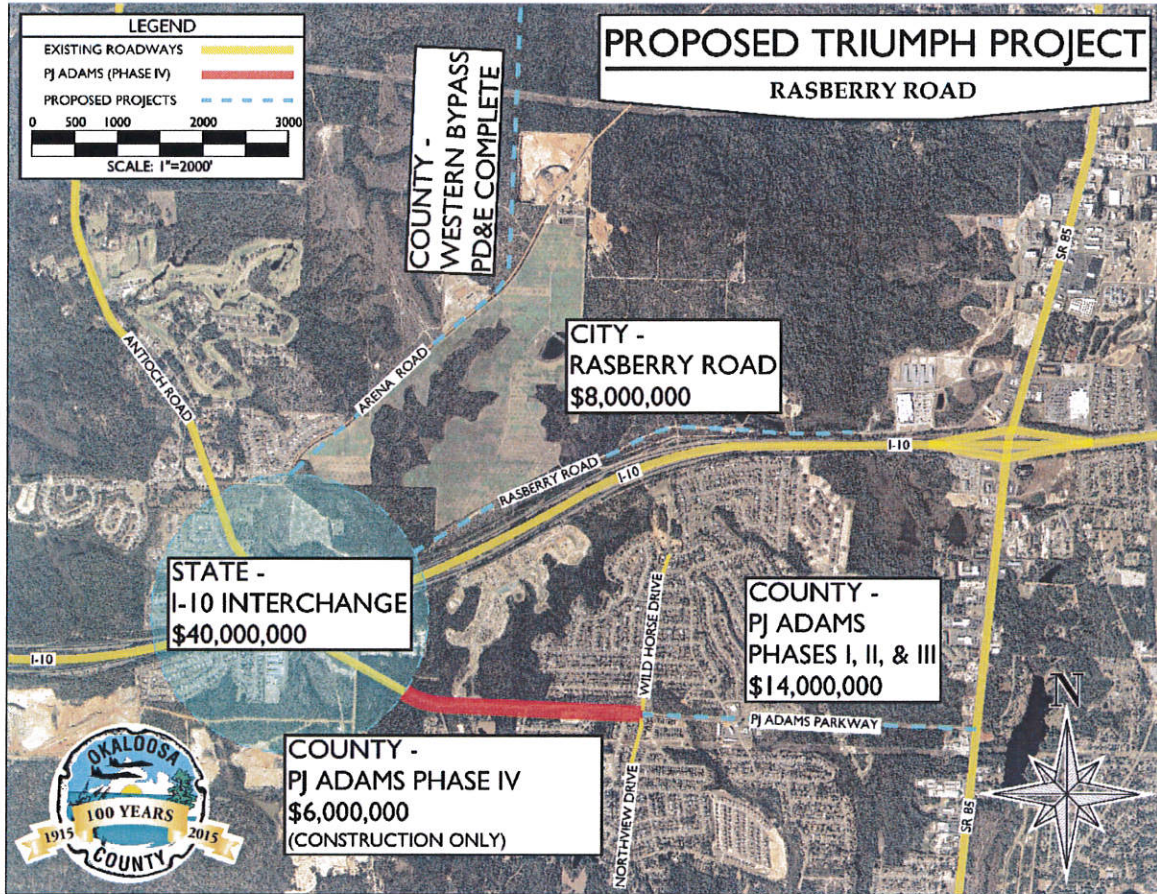 LEGEND
EXISTING ROADWAYS
PJ ADAMS (PHASE IV)
PROPOSED PROJECTS
0 500 1000 2000 3000
SCALE: 1"=2000'
PROPOSED TRIUMPH PROJECT
RASBERRY ROAD
COUNTY -
WESTERN BYPASS
PD&E COMPLETE
SR 85
ANTIOCH ROAD
ARENA ROAD
CITY -
RASBERRY ROAD
$8,000,000
RASBERRY ROAD
I-10
I-10
STATE -
I-10 INTERCHANGE
$40,000,000
I-10
WILD HORSE DRIVE
COUNTY -
PJ ADAMS
PHASES I, II, & III
$14,000,000
PJ ADAMS PARKWAY
N
COUNTY -
PJ ADAMS PHASE IV
$6,000,000
(CONSTRUCTION ONLY)
NORTHVIEW DRIVE
SR 85
OKALOOSA
100 YEARS
1915 2015
COUNTY